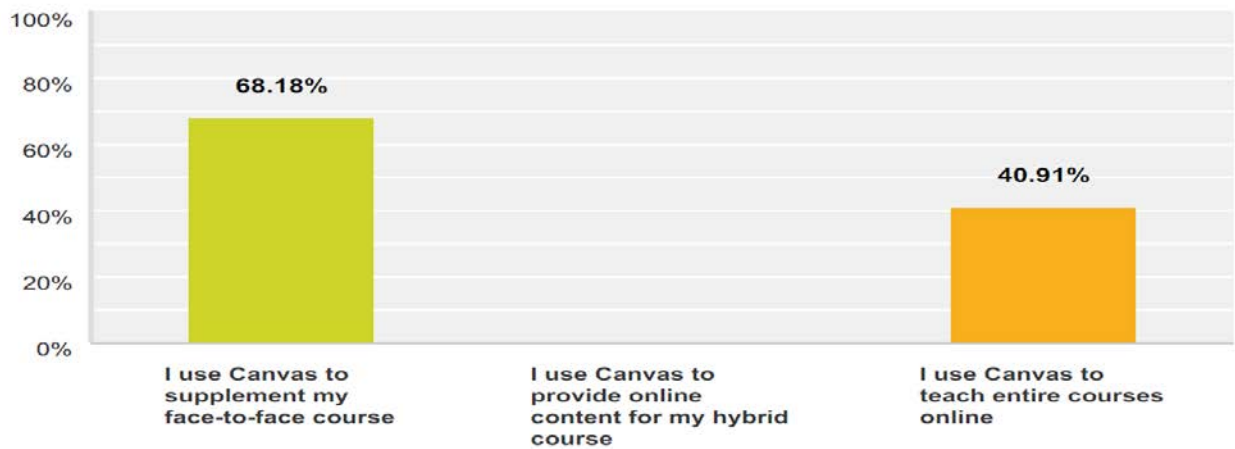 100%
80%
60%
40%
20%
0%
68.18%
40.91%
I use Canvas to
supplement my
face-to-face course
I use Canvas to
provide online
content for my hybrid
course
I use Canvas to
teach entire courses
online